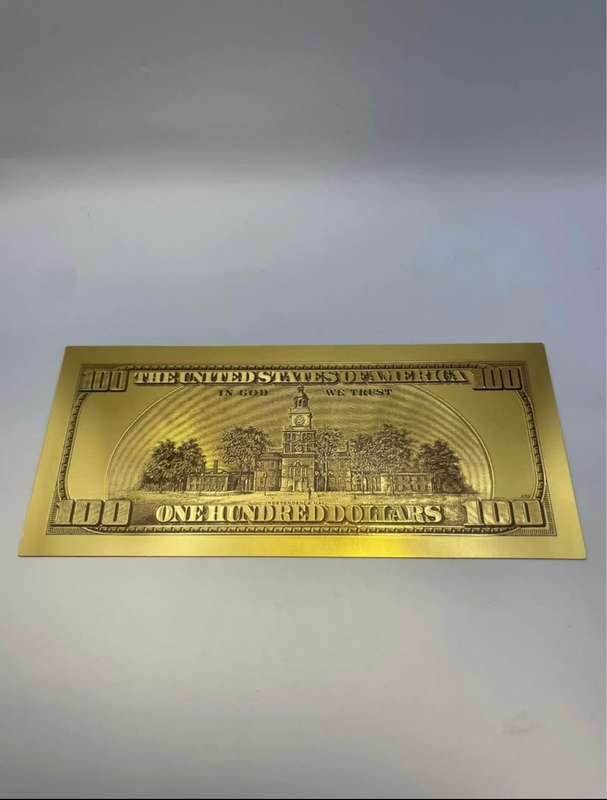 100 THE UNITED STATES OF AMERICA 100
IN GOD WE TRUST
100 ONE HUNDRED DOLLARS 100